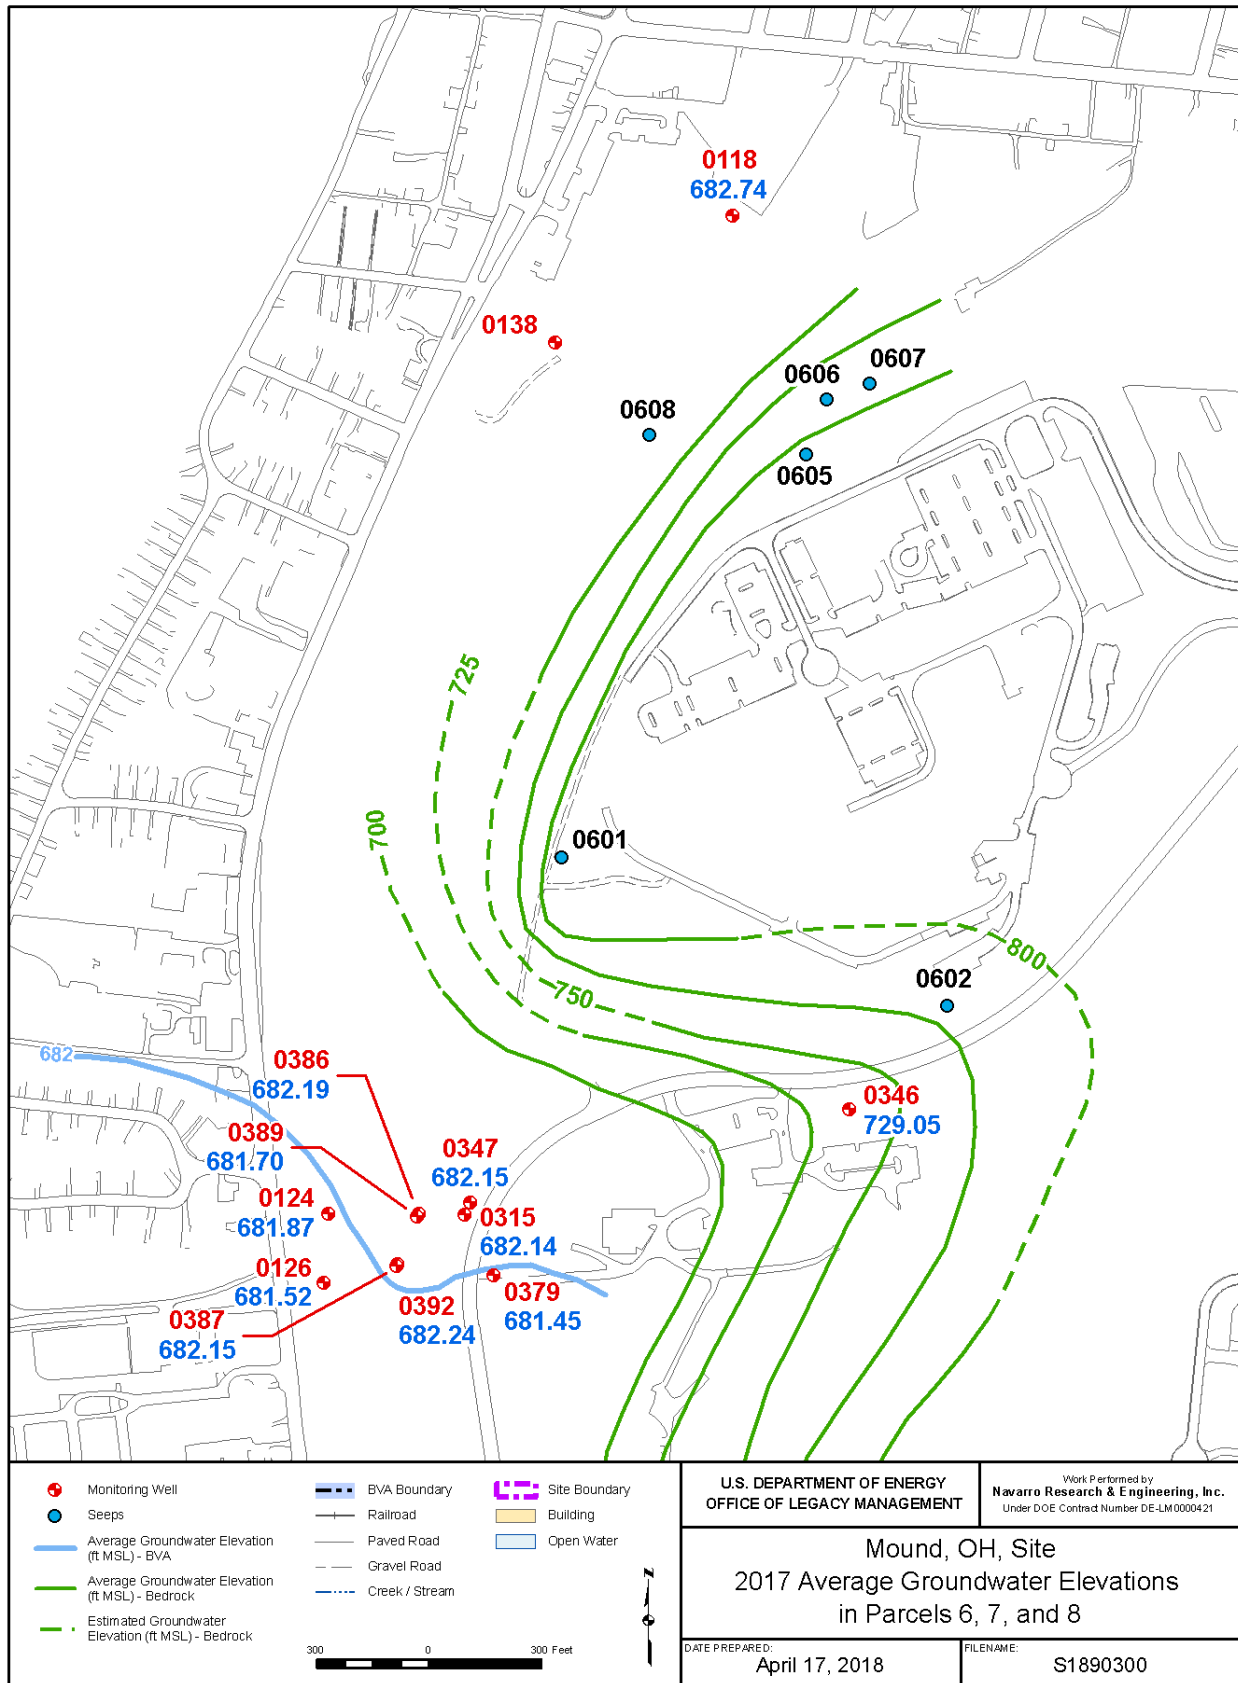 0118
682.74
0138
0607
0606
0608
0605
725
700
0601
800
0602
750
682
0386
682.19
0346
729.05
0389
681.70
0347
682.15
0124
681.87
0315
682.14
0126
681.52
0379
681.45
0392
682.24
0387
682.15
Monitoring Well
Seeps
Average Groundwater Elevation
(ft MSL) - BVA
Average Groundwater Elevation
(ft MSL) - Bedrock
Estimated Groundwater
Elevation (ft MSL) - Bedrock
BVA Boundary
Railroad
Paved Road
Gravel Road
Creek / Stream
Site Boundary
Building
Open Water
300 0 300 Feet
N
U.S. DEPARTMENT OF ENERGY
OFFICE OF LEGACY MANAGEMENT
Work Performed by
Navarro Research & Engineering, Inc.
Under DOE Contract Number DE-LM0000421
Mound, OH, Site
2017 Average Groundwater Elevations
in Parcels 6, 7, and 8
DATE PREPARED:
April 17, 2018
FILENAME:
S1890300